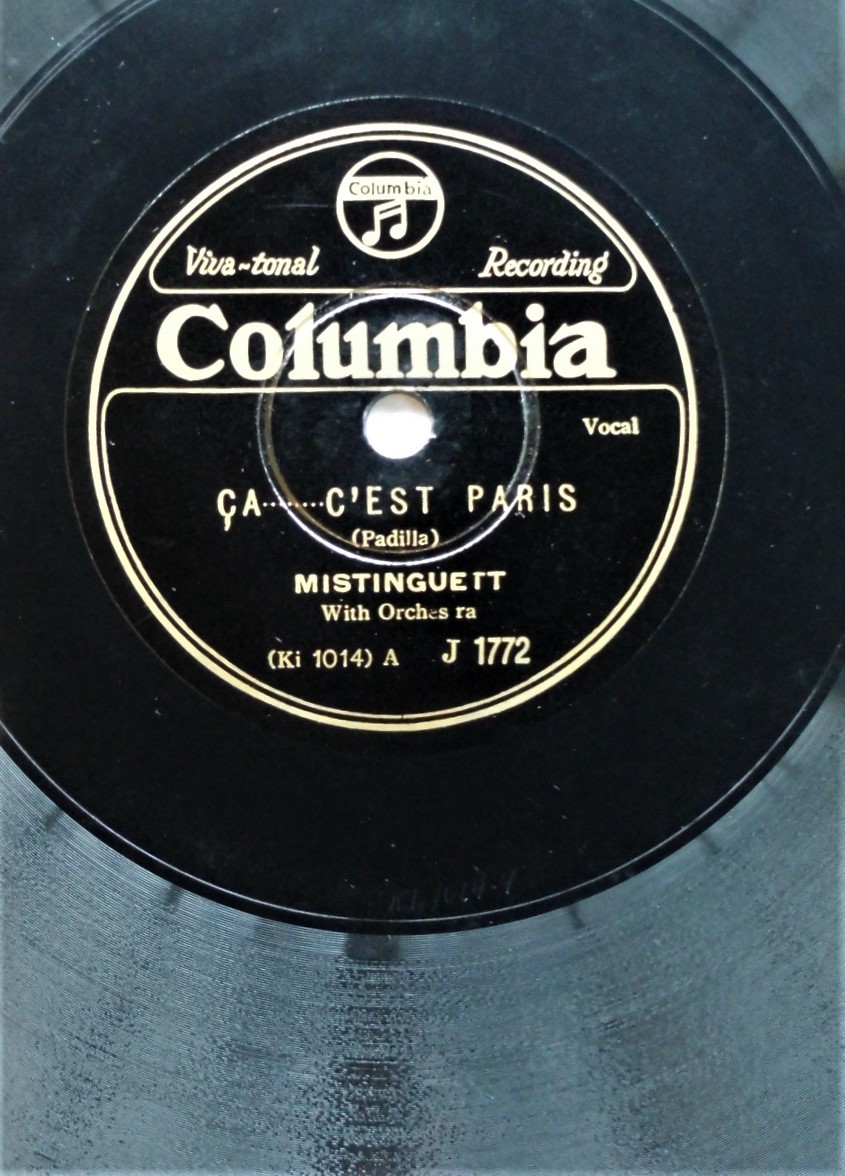 Columbia
Viva-tonal Recording
Columbia
Vocal
ÇA········C'EST PARIS
(Padilla)
MISTINGUETT
With Orches ra
(Ki 1014) A J 1772